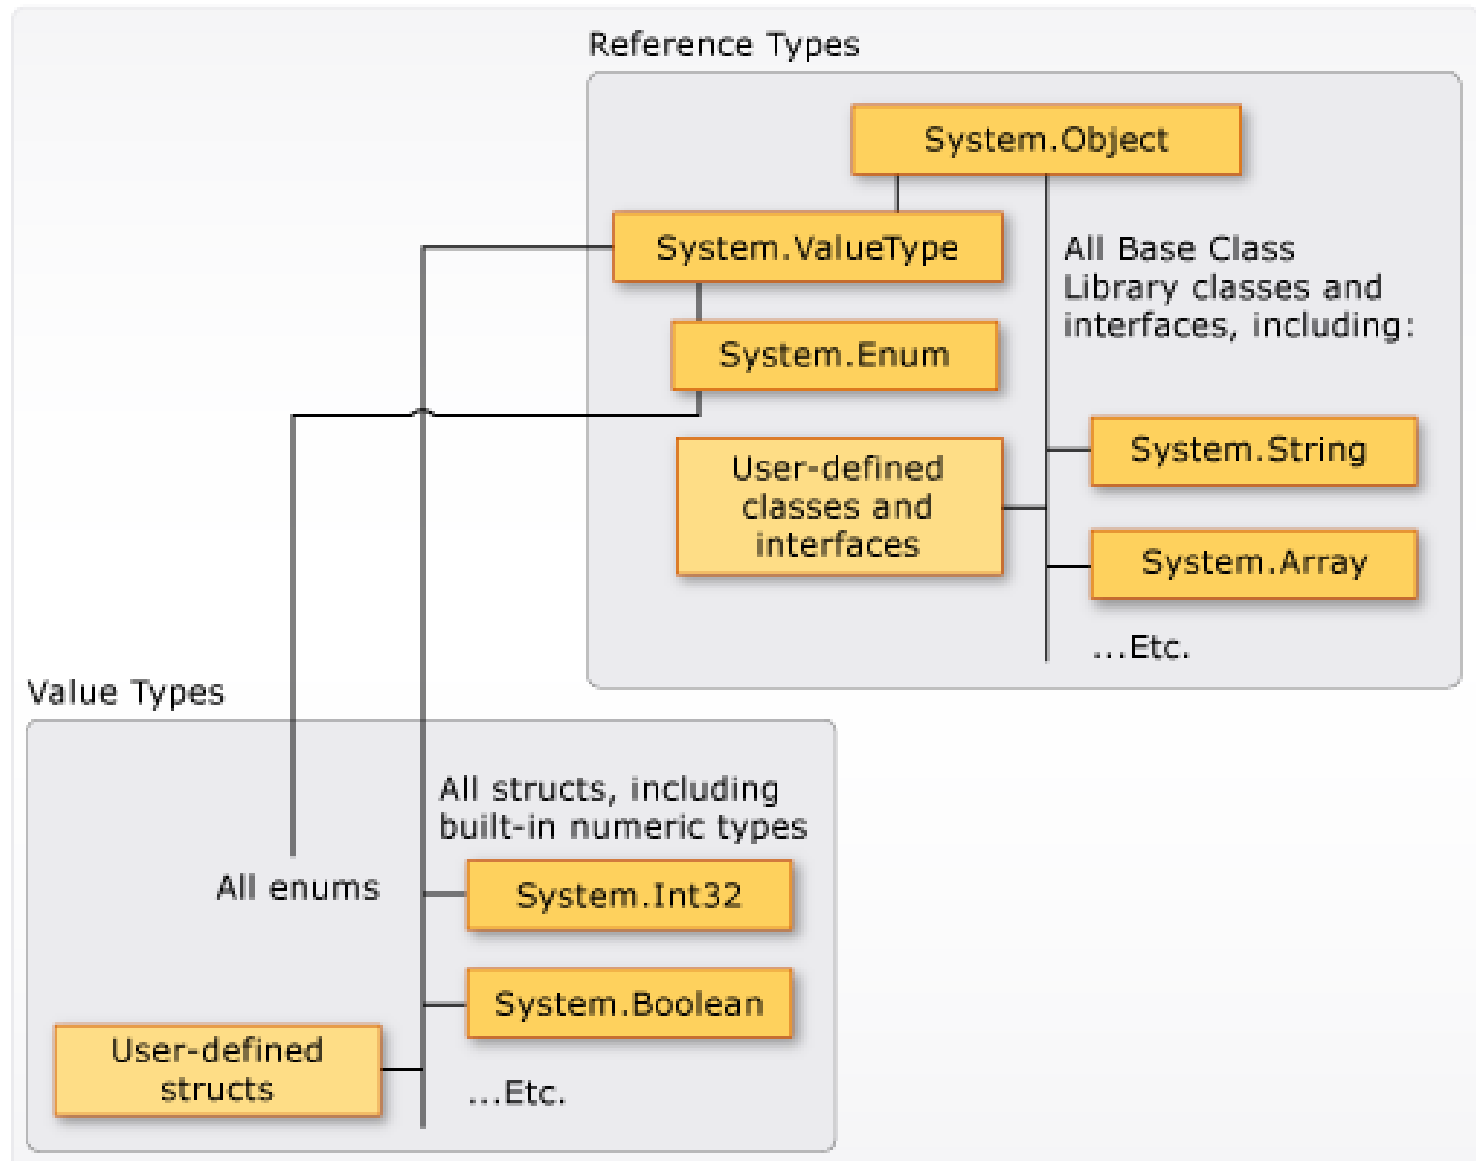 Reference Types
System.Object
System.ValueType
All Base Class
Library classes and
interfaces, including:
System.Enum
System.String
User-defined
classes and
interfaces
System.Array
...Etc.
Value Types
All structs, including
built-in numeric types
All enums
System.Int32
System.Boolean
User-defined
structs
...Etc.